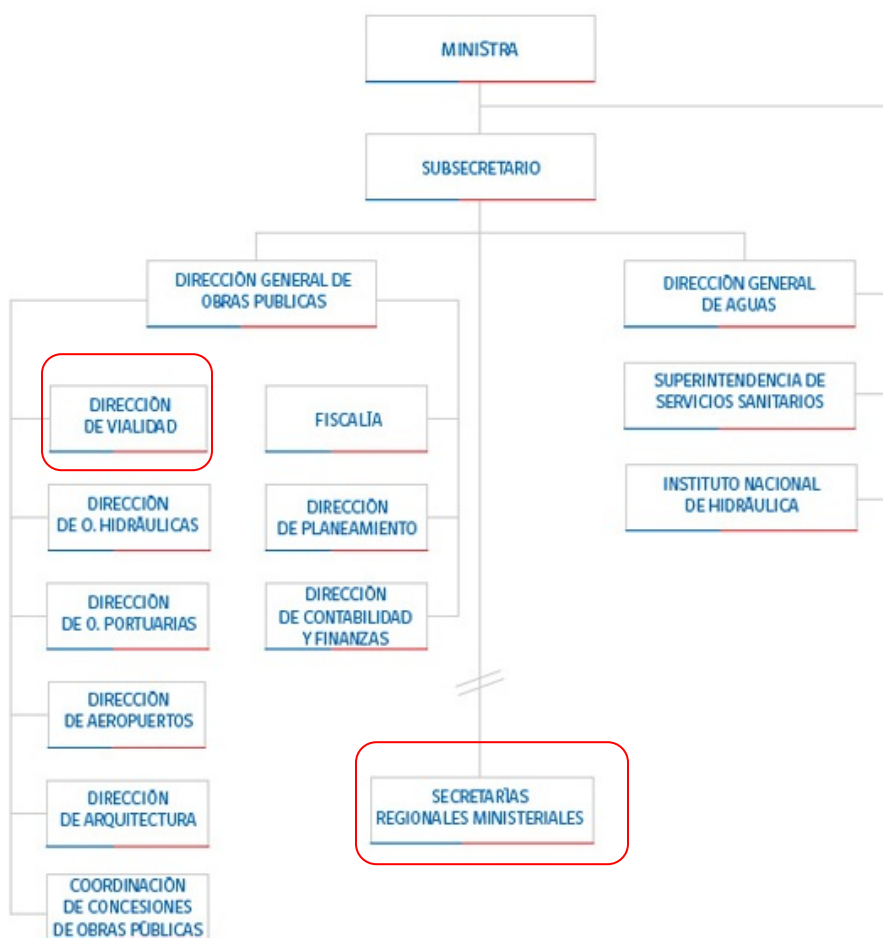 MINISTRA
SUBSECRETARIO
DIRECCIÓN GENERAL DE
OBRAS PUBLICAS
DIRECCIÓN GENERAL
DE AGUAS
DIRECCIÓN
DE VIALIDAD
FISCALÍA
SUPERINTENDENCIA DE
SERVICIOS SANITARIOS
DIRECCIÓN
DE O. HIDRÁULICAS
DIRECCIÓN
DE PLANEAMIENTO
INSTITUTO NACIONAL
DE HIDRÁULICA
DIRECCIÓN
DE O. PORTUARIAS
DIRECCIÓN
DE CONTABILIDAD
Y FINANZAS
DIRECCIÓN
DE AEROPUERTOS
DIRECCIÓN
DE ARQUITECTURA
SECRETARÍAS
REGIONALES MINISTERIALES
COORDINACIÓN
DE CONCESIONES
DE OBRAS PÚBLICAS